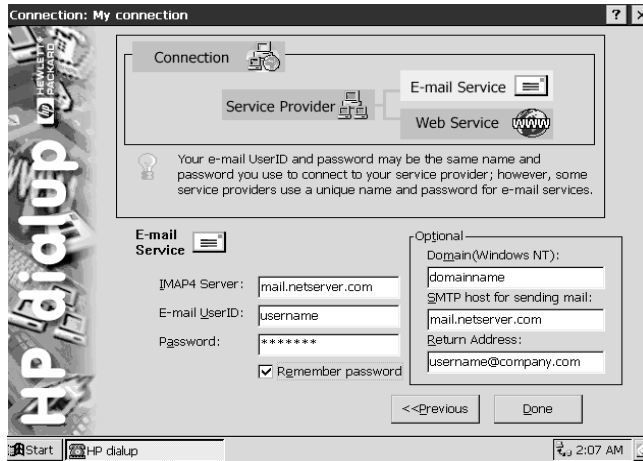 Connection: My connection
? ×
HEWLETT
PACKARD
HP dialup
Connection
Service Provider
E-mail Service
Web Service
WWW
Your e-mail UserID and password may be the same name and
password you use to connect to your service provider; however, some
service providers use a unique name and password for e-mail services.
E-mail
Service
IMAP4 Server:
mail.netserver.com
E-mail UserID:
username
Password:
*******
Remember password
Optional
Domain(Windows NT):
domainname
SMTP host for sending mail:
mail.netserver.com
Return Address:
username@company.com
<<Previous
Done
Start
HP dialup
2:07 AM